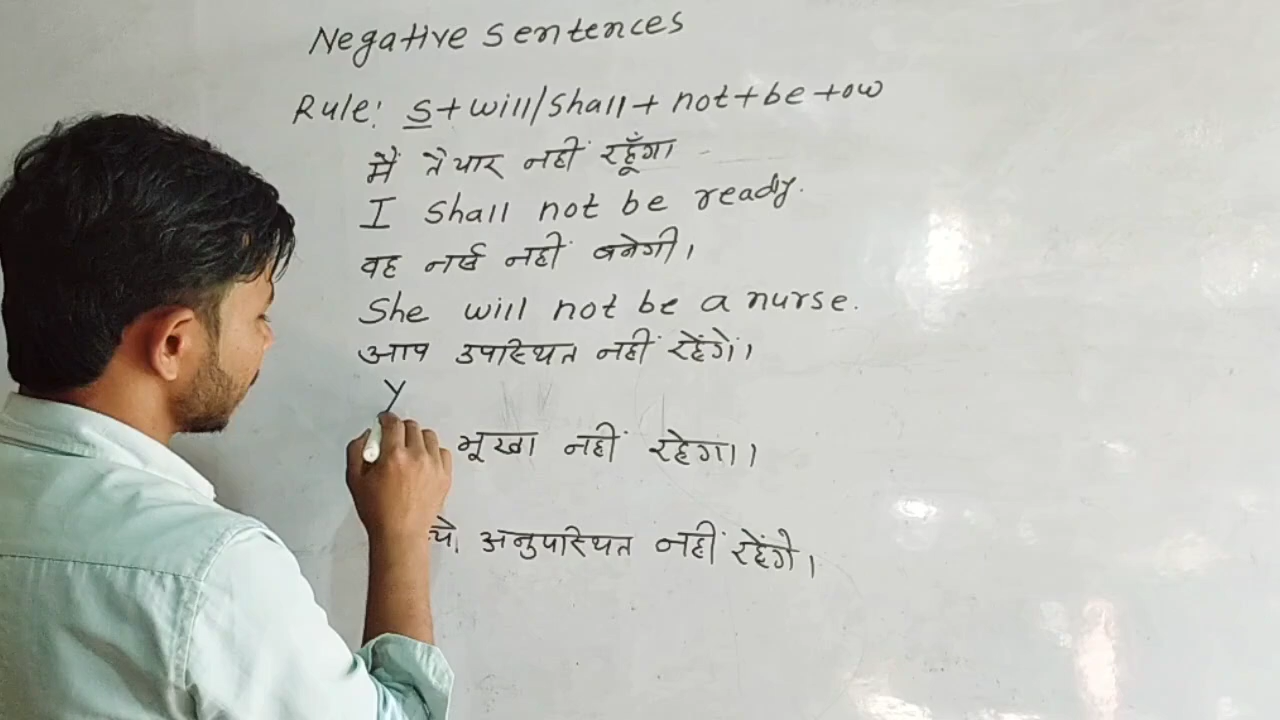 Negative Sentences
Rule: S+ will/shall+ not+be+ow
मैं तैयार नहीं रहूँगा
I shall not be ready.
वह नर्स नहीं बनेगी।
She will not be a nurse.
आप उपस्थित नहीं रहेंगे।
Y
भूखा नहीं रहेगा।
अनुपस्थित नहीं रहेंगे।